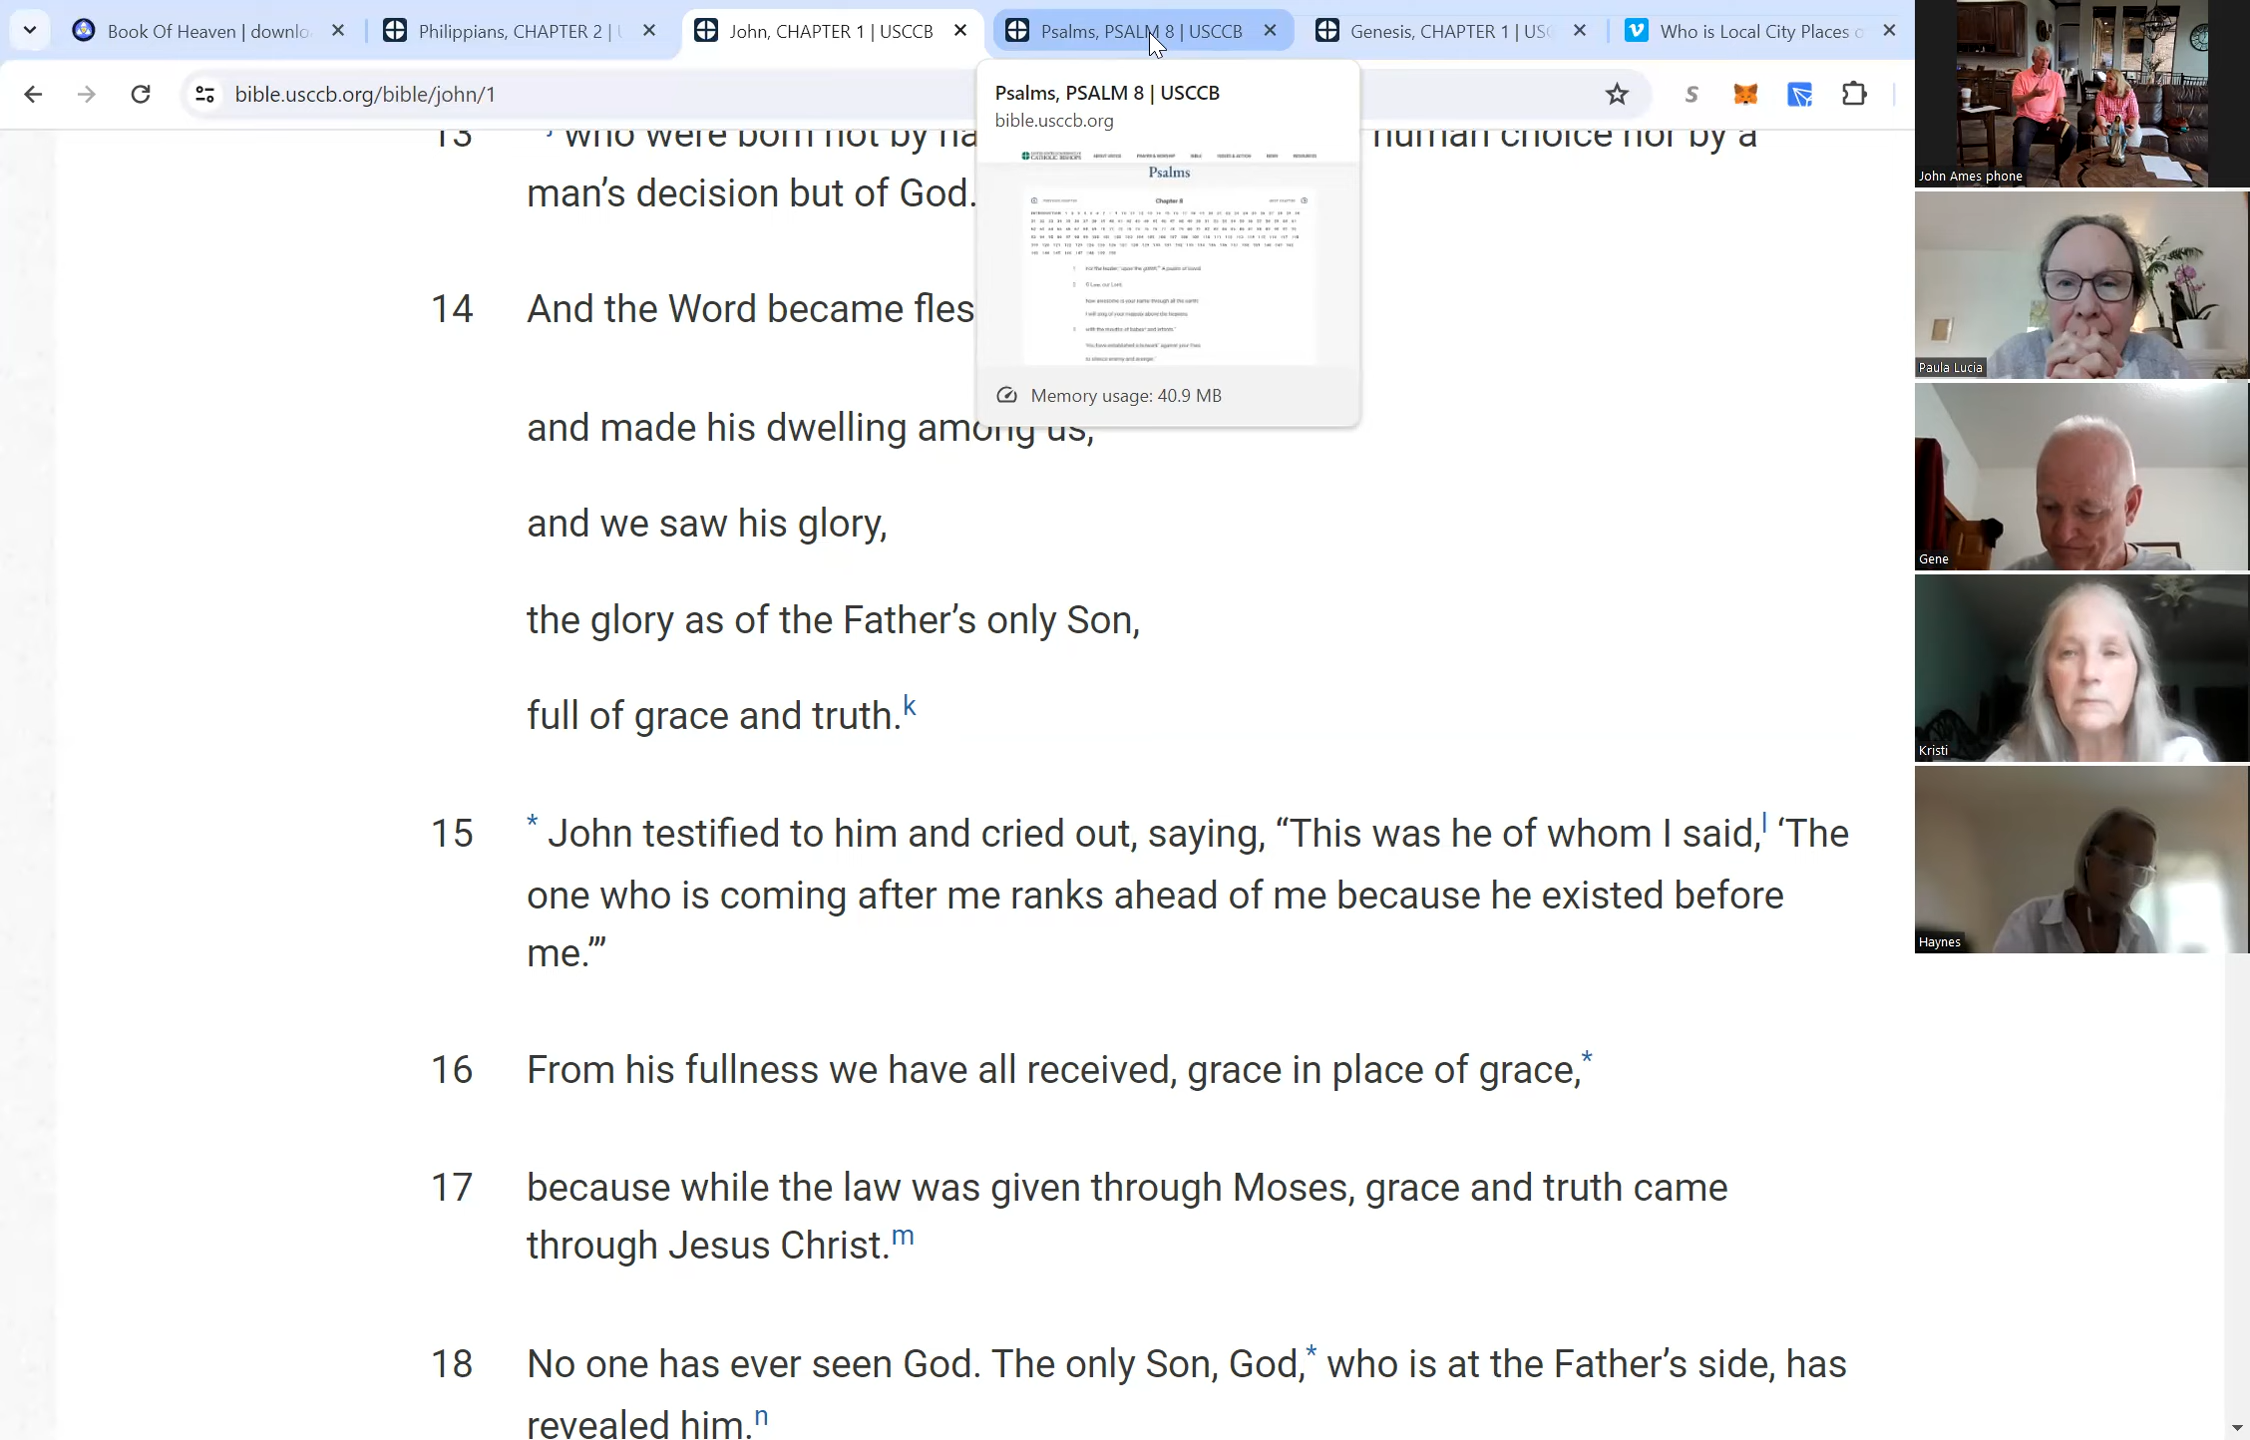 Book Of Heaven | downlo
Philippians, CHAPTER 2 | U
John, CHAPTER 1 | USCCB
Psalms, PSALM 8 | USCCB
Genesis, CHAPTER 1 | USC
Who is Local City Places o
bible.usccb.org/bible/john/1
Psalms, PSALM 8 | USCCB
bible.usccb.org
CATHOLIC BISHOPS
Psalms
Chapter 8
Memory usage: 40.9 MB
13 j who were born not by na
human choice nor by a
man’s decision but of God.
14 And the Word became fles
and made his dwelling among us,
and we saw his glory,
the glory as of the Father’s only Son,
full of grace and truth.k
15 * John testified to him and cried out, saying, “This was he of whom I said,l ‘The
one who is coming after me ranks ahead of me because he existed before
me.’”
16 From his fullness we have all received, grace in place of grace,*
17 because while the law was given through Moses, grace and truth came
through Jesus Christ.m
18 No one has ever seen God. The only Son, God,* who is at the Father’s side, has
revealed him.n
John Ames phone
Paula Lucia
Gene
Kristi
Haynes